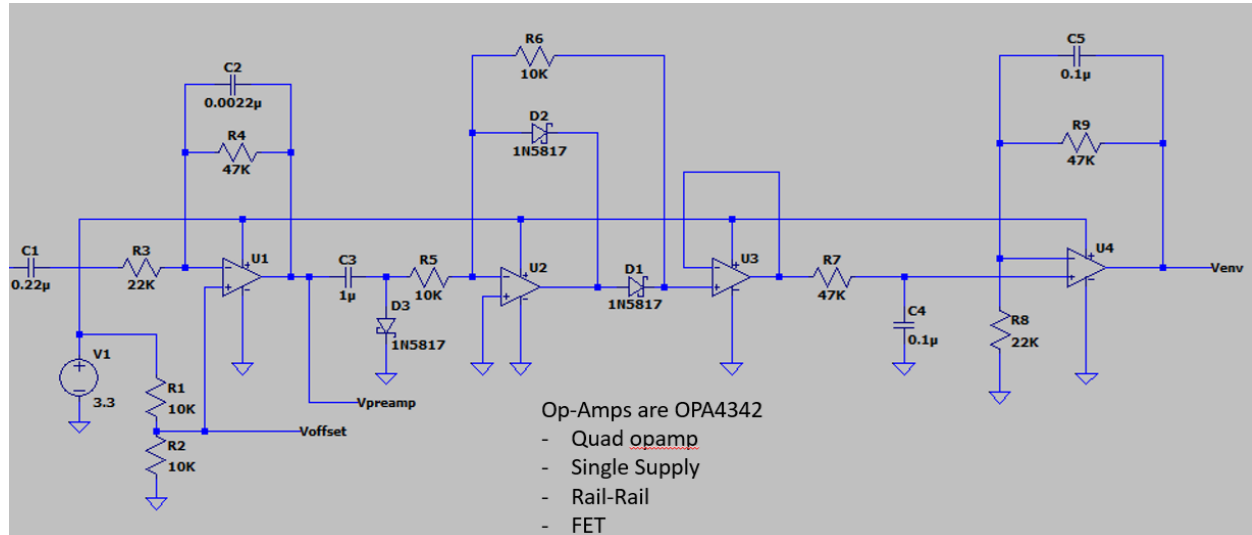 R6
10K
C5
0.1µ
C2
0.0022µ
D2
1N5817
R4
47K
R9
47K
C1
0.22µ
R3
22K
U1
C3
1µ
R5
10K
U2
D1
1N5817
U3
R7
47K
U4
Venv
D3
1N5817
C4
0.1µ
R8
22K
V1
3.3
R1
10K
Vpreamp
Voffset
R2
10K
Op-Amps are OPA4342
- Quad opamp
- Single Supply
- Rail-Rail
- FET